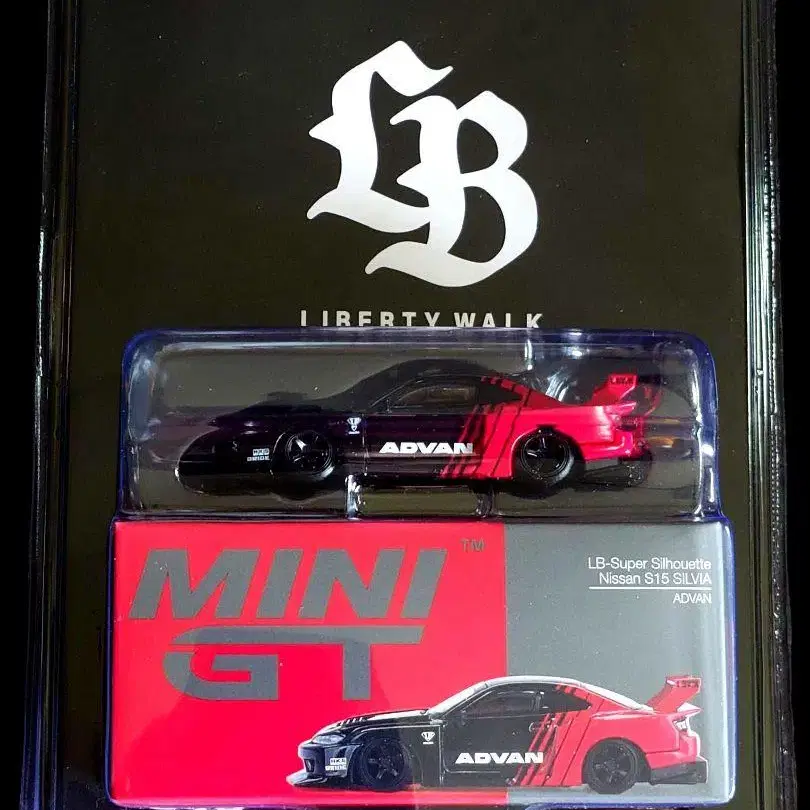 LB
LIBERTY WALK
ADVAN
MINI
TM
GT
LB-Super Silhouette
Nissan S15 SILVIA
ADVAN
ADVAN